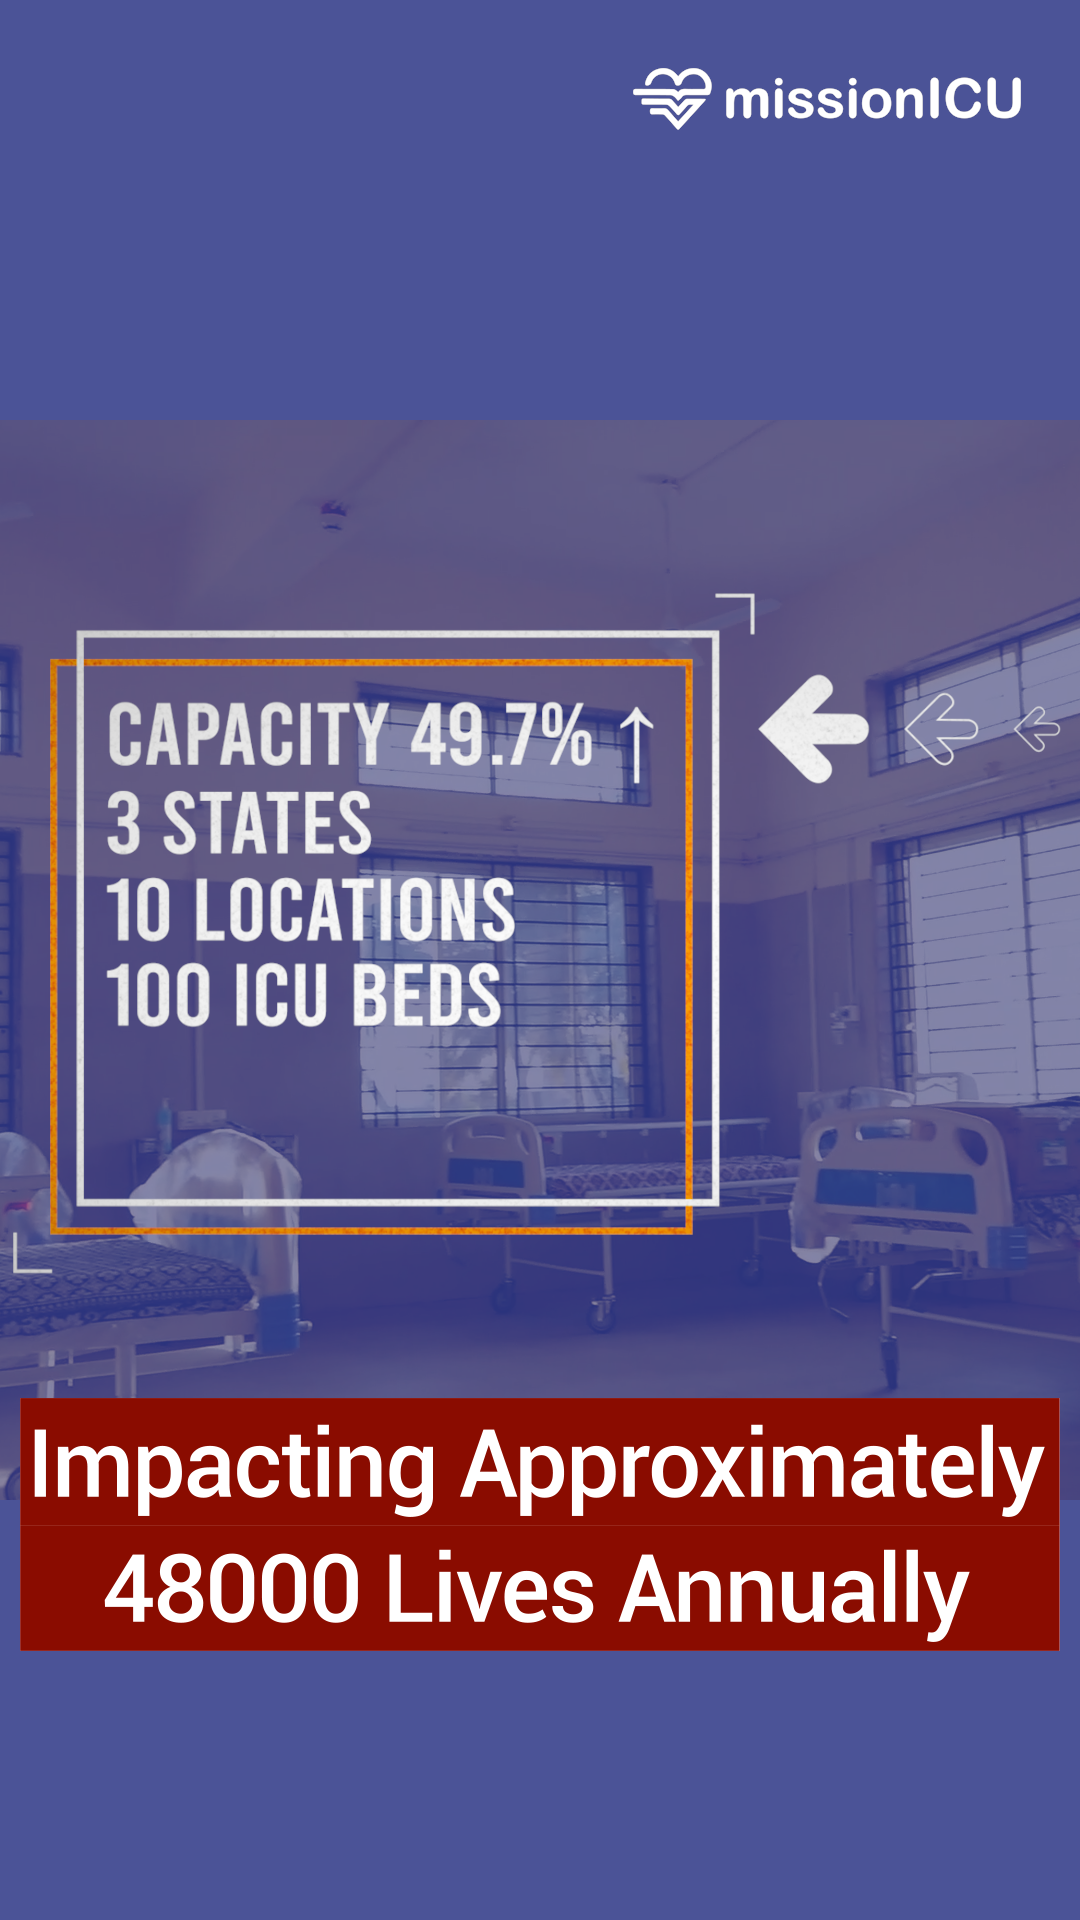 missionICU
CAPACITY 49.7% ↑
3 STATES
10 LOCATIONS
100 ICU BEDS
Impacting Approximately
48000 Lives Annually